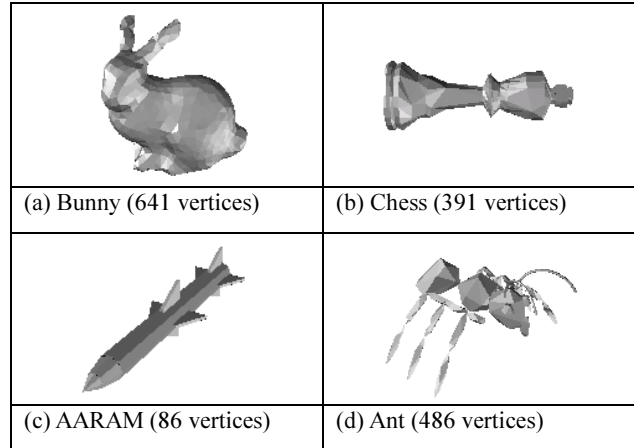 (a) Bunny (641 vertices)
(b) Chess (391 vertices)
(c) AARAM (86 vertices)
(d) Ant (486 vertices)